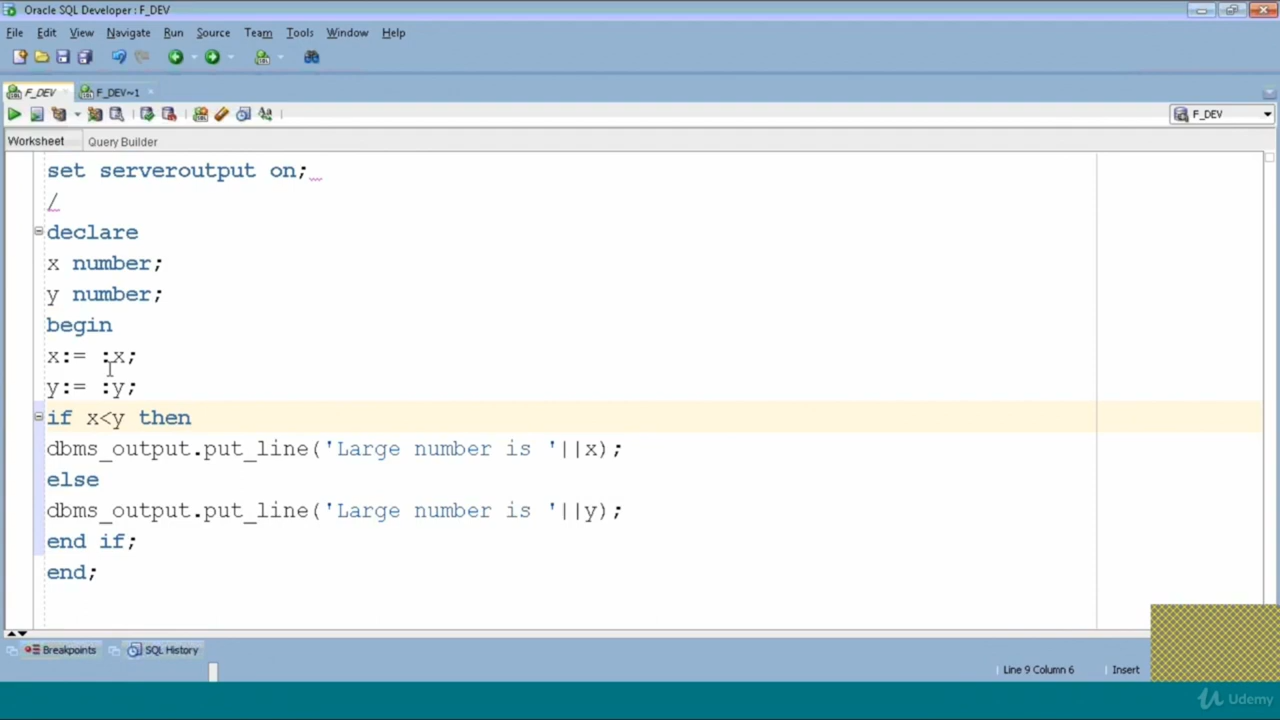 Oracle SQL Developer : F_DEV
File Edit View Navigate Run Source Team Tools Window Help
F_DEV F_DEV~1
F_DEV
Worksheet Query Builder
set serveroutput on;
/
declare
x number;
y number;
begin
x:= :x;
y:= :y;
if x<y then
dbms_output.put_line('Large number is '||x);
else
dbms_output.put_line('Large number is '||y);
end if;
end;
Breakpoints SQL History
Line 9 Column 6 Insert
Udemy